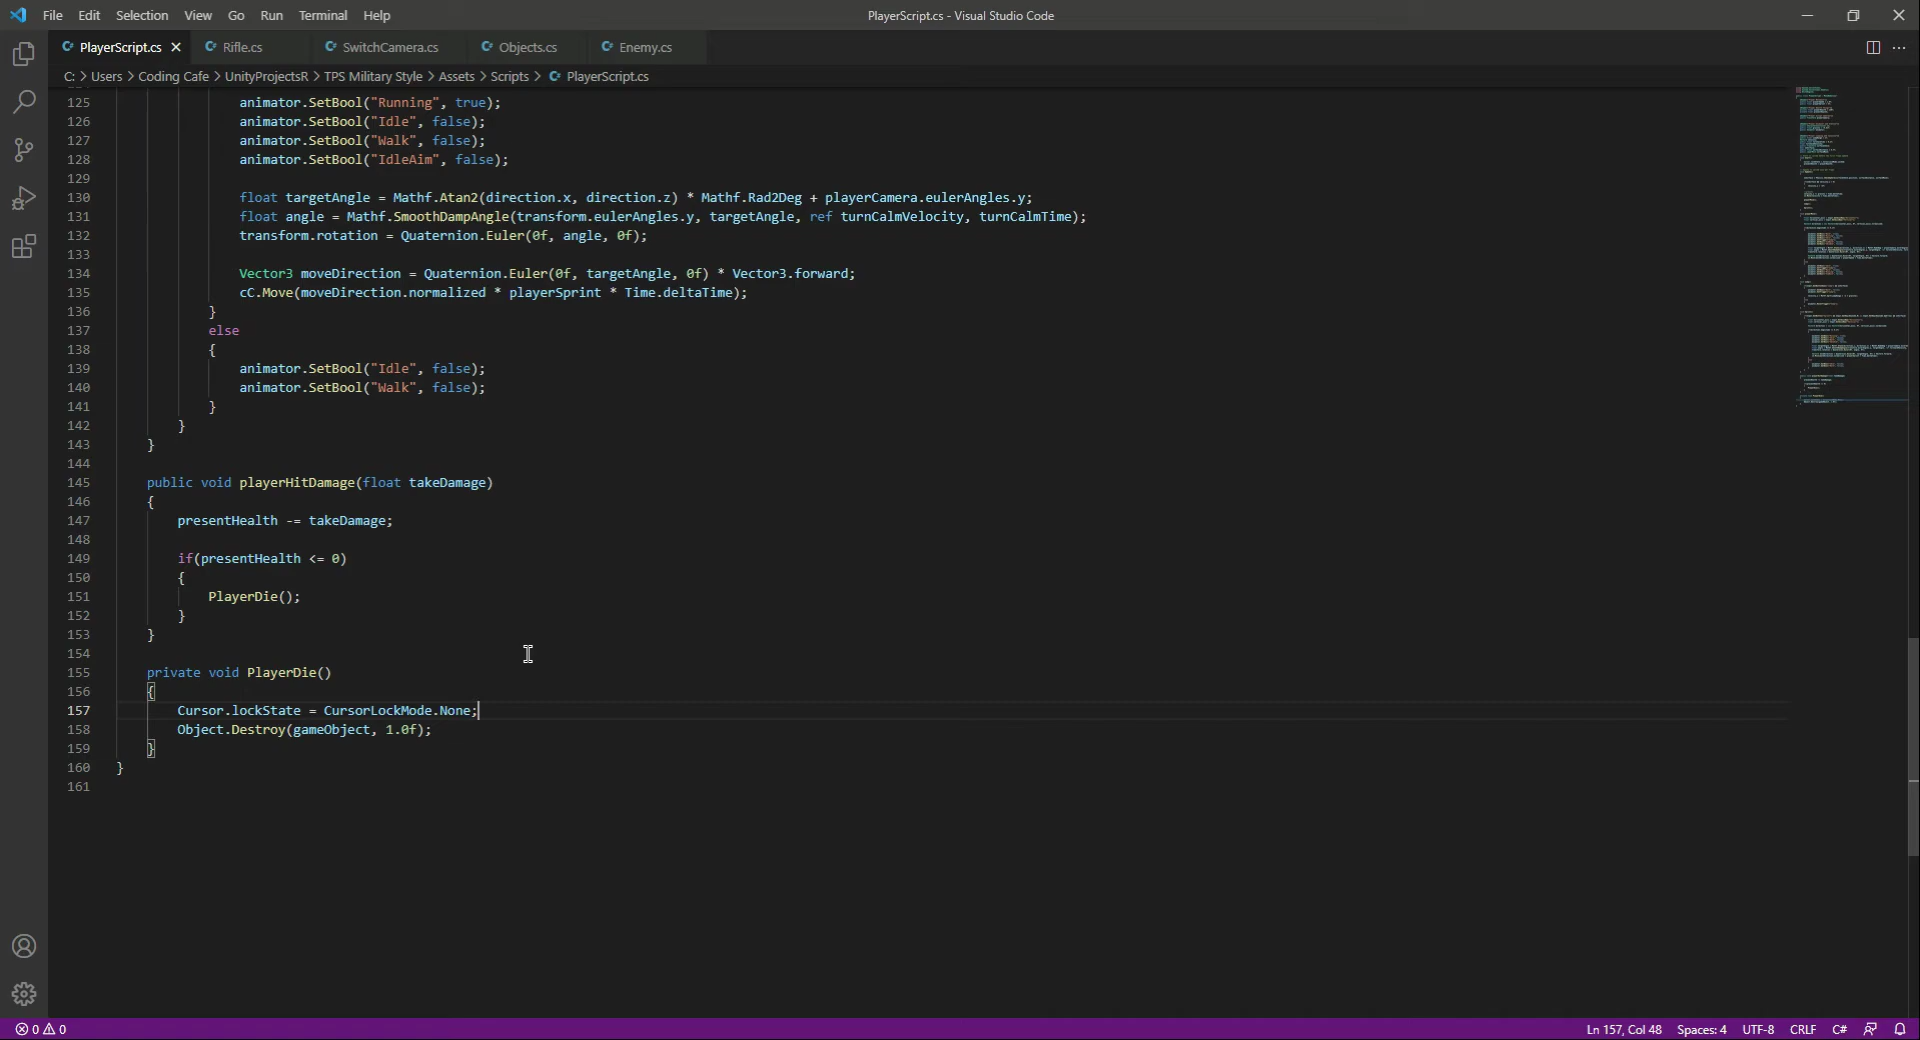 File Edit Selection View Go Run Terminal Help PlayerScript.cs - Visual Studio Code
PlayerScript.cs Rifle.cs SwitchCamera.cs Objects.cs Enemy.cs
C: > Users > Coding Cafe > UnityProjectsR > TPS Military Style > Assets > Scripts > PlayerScript.cs
125 animator.SetBool("Running", true);
126 animator.SetBool("Idle", false);
127 animator.SetBool("Walk", false);
128 animator.SetBool("IdleAim", false);
129
130 float targetAngle = Mathf.Atan2(direction.x, direction.z) * Mathf.Rad2Deg + playerCamera.eulerAngles.y;
131 float angle = Mathf.SmoothDampAngle(transform.eulerAngles.y, targetAngle, ref turnCalmVelocity, turnCalmTime);
132 transform.rotation = Quaternion.Euler(0f, angle, 0f);
133
134 Vector3 moveDirection = Quaternion.Euler(0f, targetAngle, 0f) * Vector3.forward;
135 cC.Move(moveDirection.normalized * playerSprint * Time.deltaTime);
136 }
137 else
138 {
139 animator.SetBool("Idle", false);
140 animator.SetBool("Walk", false);
141 }
142 }
143 }
144
145 public void playerHitDamage(float takeDamage)
146 {
147 presentHealth -= takeDamage;
148
149 if(presentHealth <= 0)
150 {
151 PlayerDie();
152 }
153 }
154
155 private void PlayerDie()
156 {
157 Cursor.lockState = CursorLockMode.None;
158 Object.Destroy(gameObject, 1.0f);
159 }
160 }
161
0 0 Ln 157, Col 48 Spaces: 4 UTF-8 CRLF C#